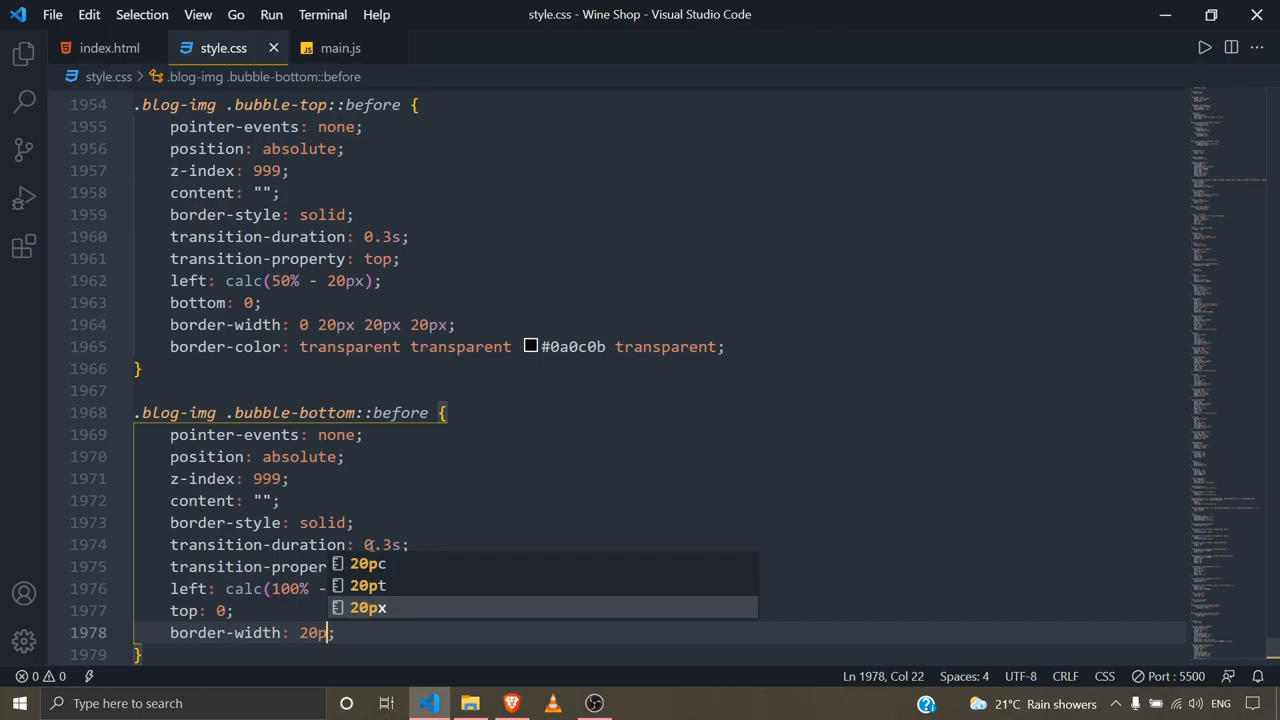 File Edit Selection View Go Run Terminal Help style.css - Wine Shop - Visual Studio Code
index.html style.css JS main.js
style.css .blog-img .bubble-bottom::before
1954 .blog-img .bubble-top::before {
1955 pointer-events: none;
1956 position: absolute;
1957 z-index: 999;
1958 content: "";
1959 border-style: solid;
1960 transition-duration: 0.3s;
1961 transition-property: top;
1962 left: calc(50% - 20px);
1963 bottom: 0;
1964 border-width: 0 20px 20px 20px;
1965 border-color: transparent transparent #0a0c0b transparent;
1966 }
1967
1968 .blog-img .bubble-bottom::before {
1969 pointer-events: none;
1970 position: absolute;
1971 z-index: 999;
1972 content: "";
1973 border-style: solid;
1974 transition-duration: 0.3s;
1975 transition-proper 20pc
1976 left: calc(100% - 20pt
1977 top: 0; 20px
1978 border-width: 20p;
1979 }
0 0 Ln 1978, Col 22 Spaces: 4 UTF-8 CRLF CSS Port : 5500
Type here to search 21°C Rain showers ENG